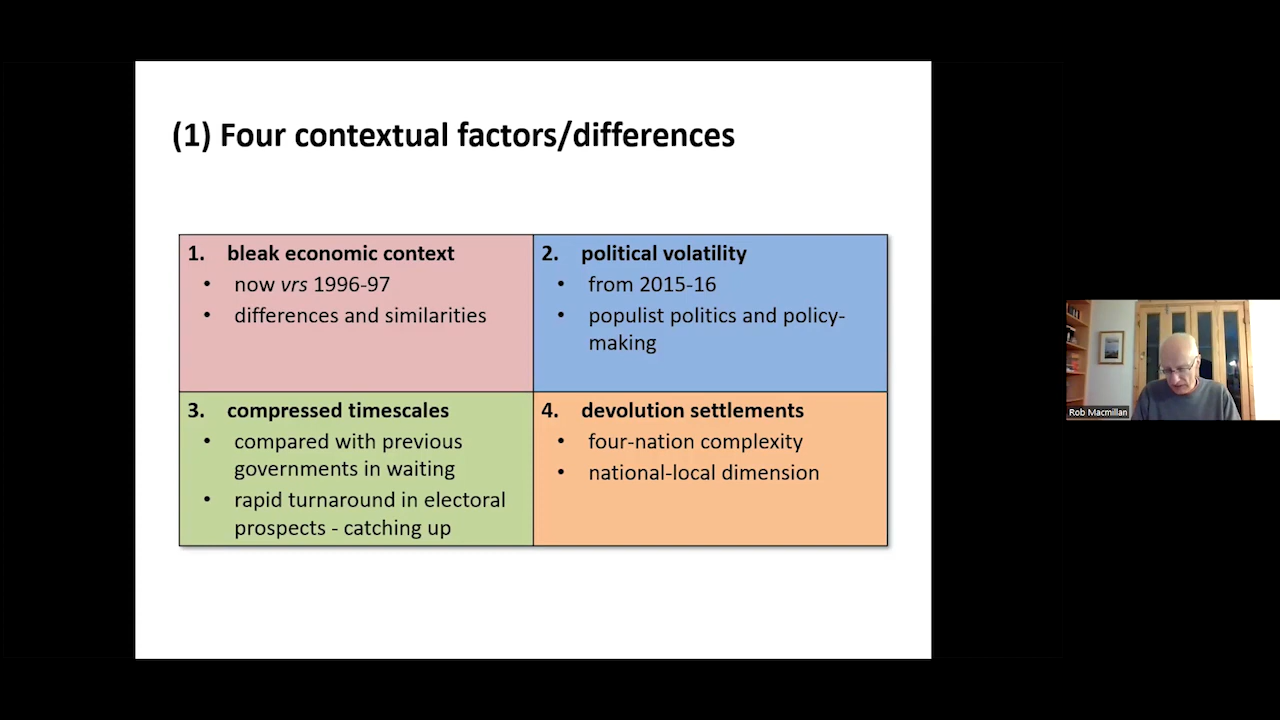 (1) Four contextual factors/differences
1. bleak economic context
• now vrs 1996-97
• differences and similarities
2. political volatility
• from 2015-16
• populist politics and policy-
making
3. compressed timescales
• compared with previous
governments in waiting
• rapid turnaround in electoral
prospects - catching up
4. devolution settlements
• four-nation complexity
• national-local dimension
Rob Macmillan